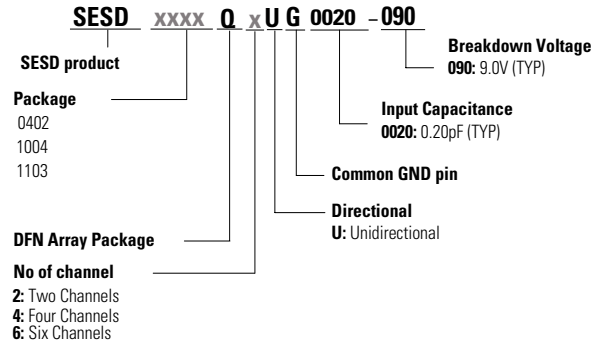 SESD xxxx Q x U G 0020 - 090
Breakdown Voltage
090: 9.0V (TYP)
SESD product
Package
0402
1004
1103
Input Capacitance
0020: 0.20pF (TYP)
Common GND pin
Directional
U: Unidirectional
DFN Array Package
No of channel
2: Two Channels
4: Four Channels
6: Six Channels